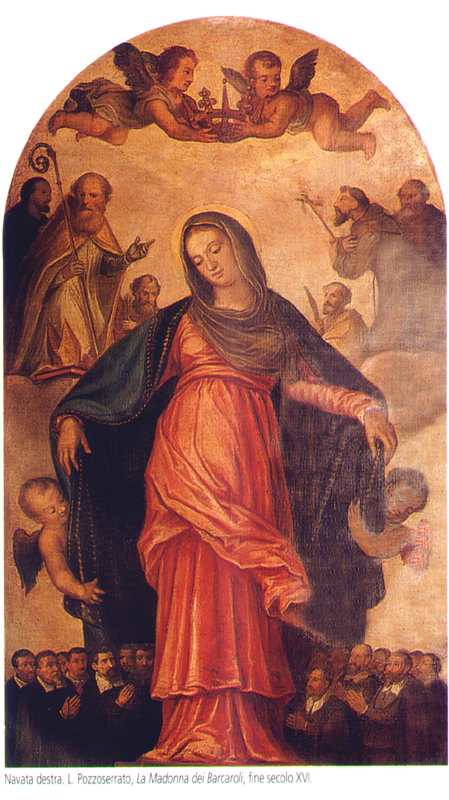 Navata destra. L. Pozzoserrato, La Madonna dei Barcaroli, fine secolo XVI.